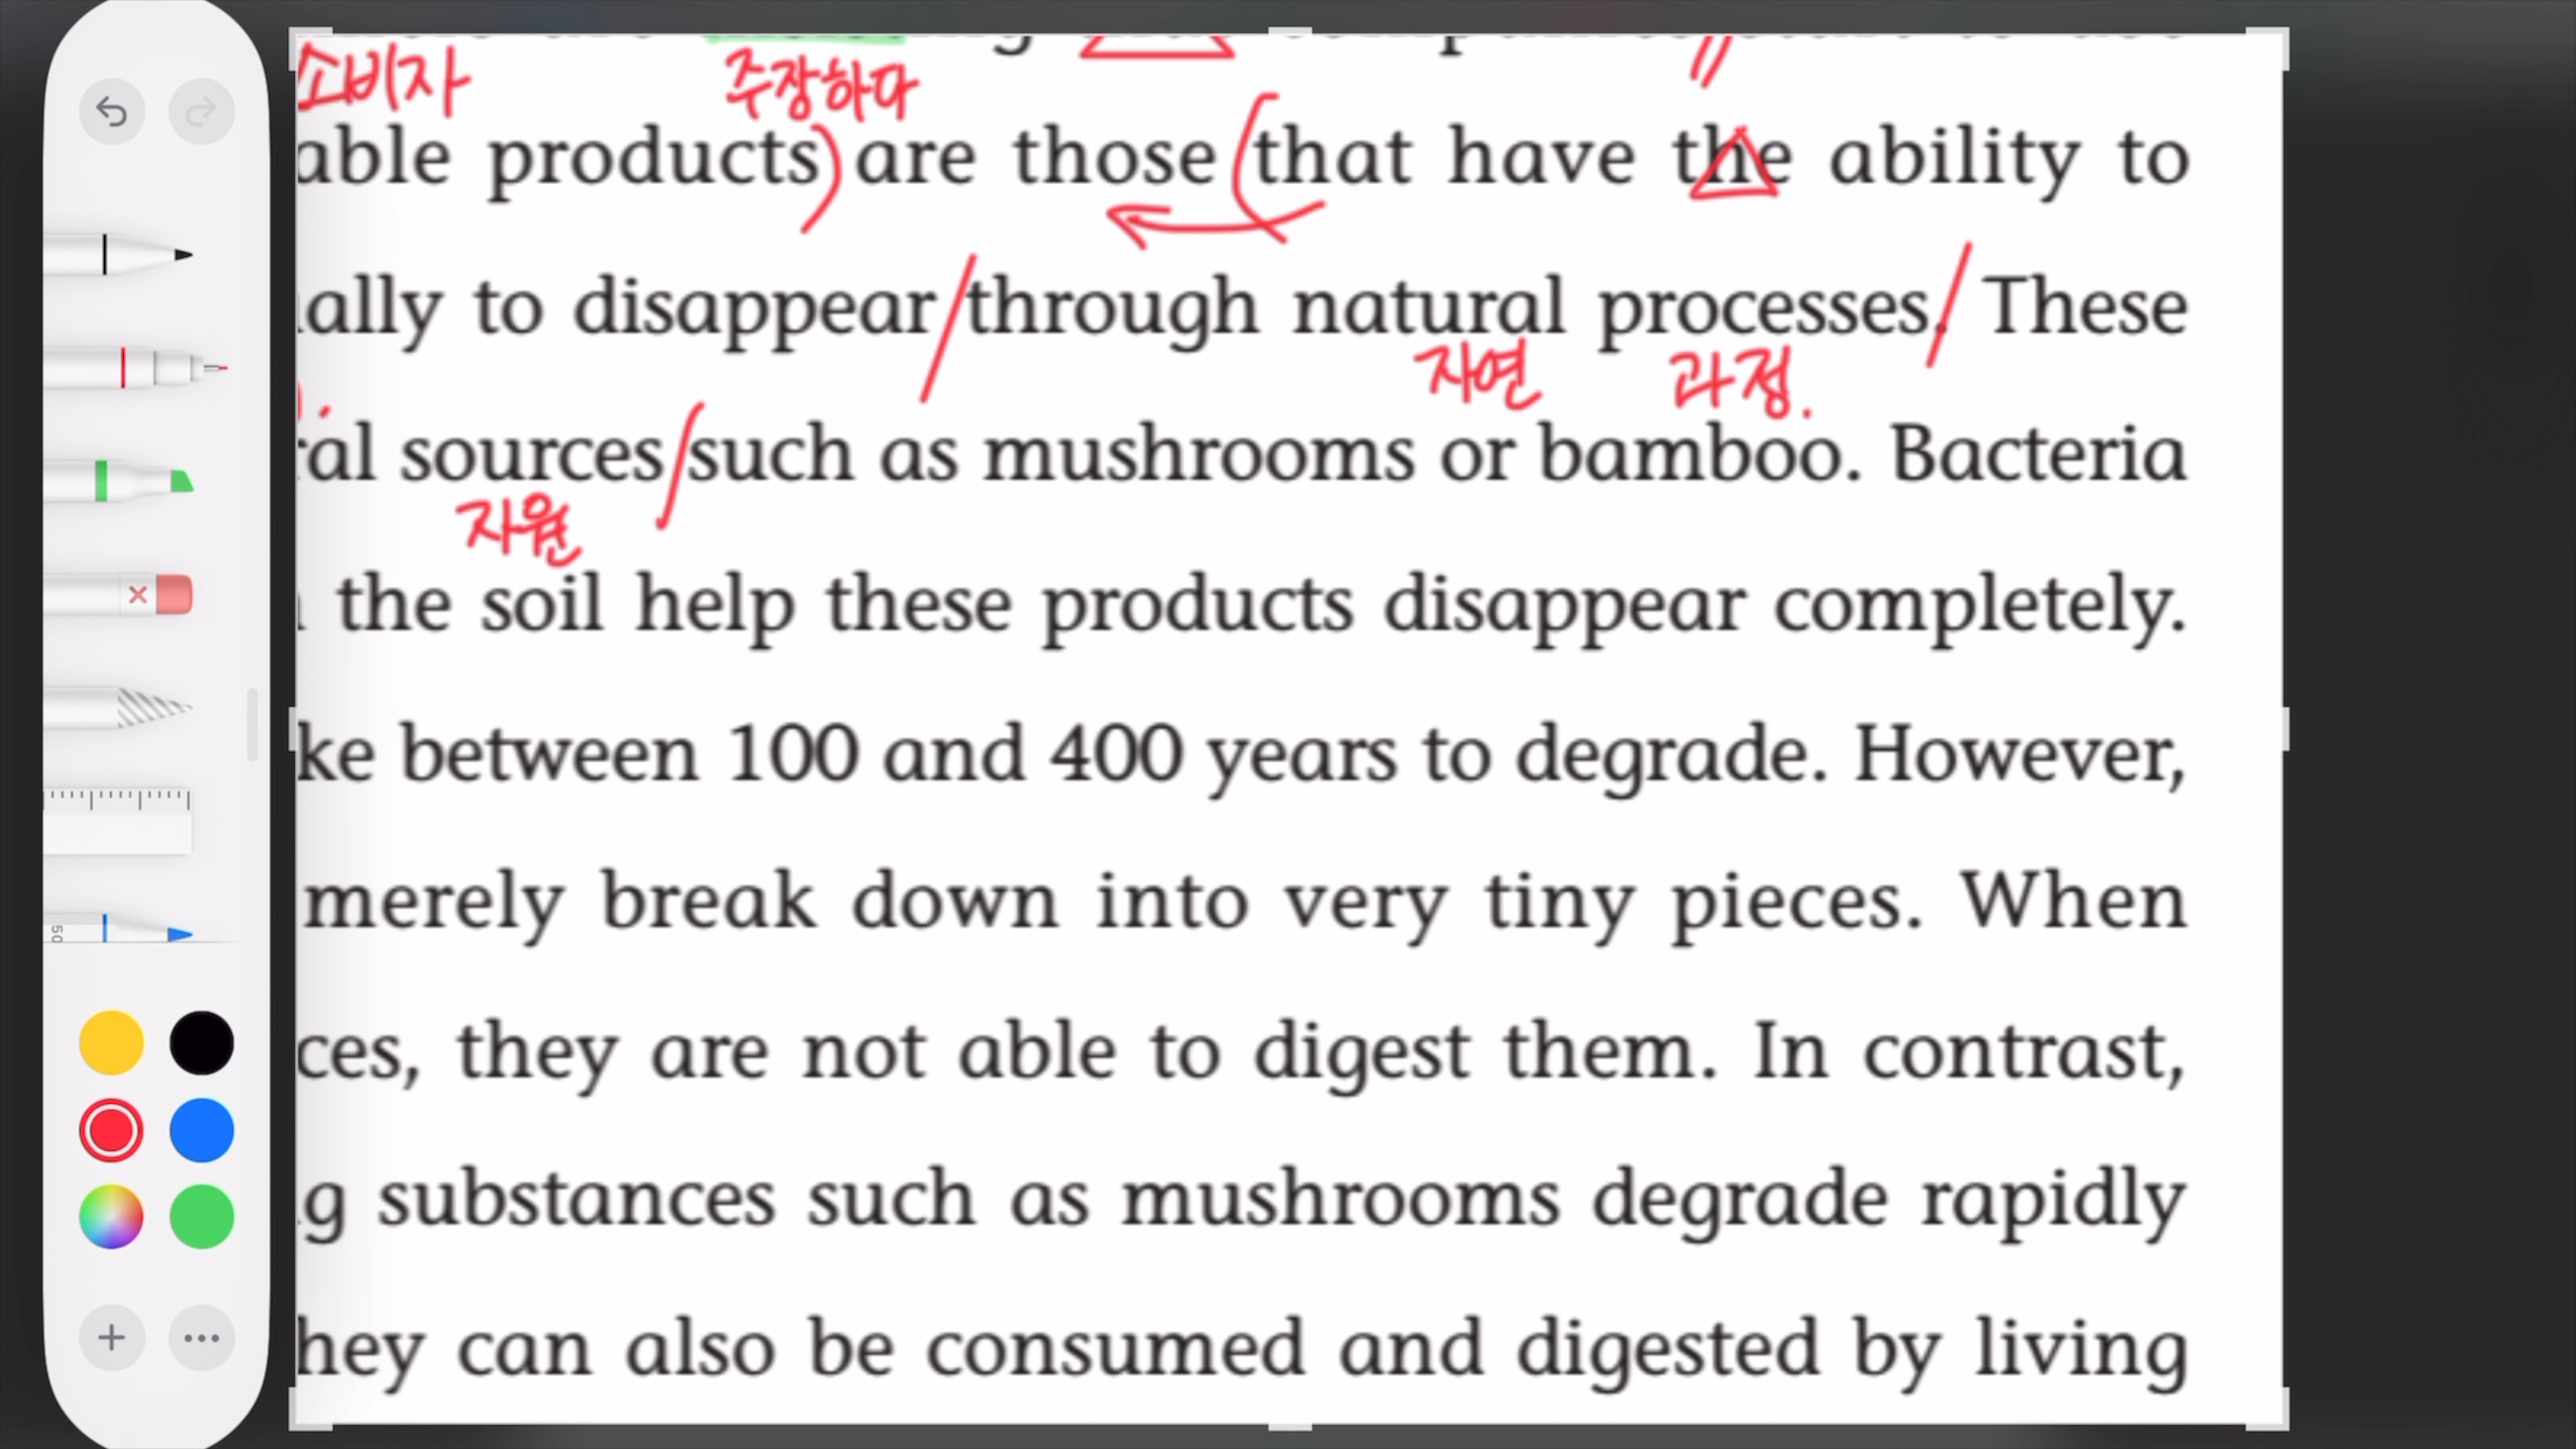 소비자 주장하다
able products) are those (that have the ability to
ally to disappear/through natural processes./ These
자연 과정.
ral sources/such as mushrooms or bamboo. Bacteria
자원
the soil help these products disappear completely.
ke between 100 and 400 years to degrade. However,
merely break down into very tiny pieces. When
ces, they are not able to digest them. In contrast,
g substances such as mushrooms degrade rapidly
hey can also be consumed and digested by living
50